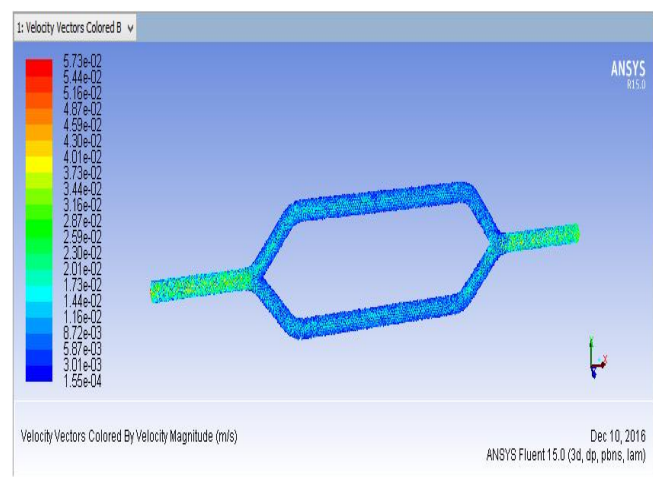 1: Velocity Vectors Colored B
5.73e-02
5.44e-02
5.16e-02
4.87e-02
4.59e-02
4.30e-02
4.01e-02
3.73e-02
3.44e-02
3.16e-02
2.87e-02
2.59e-02
2.30e-02
2.01e-02
1.73e-02
1.44e-02
1.16e-02
8.72e-03
5.87e-03
3.01e-03
1.55e-04
ANSYS
R15.0
Velocity Vectors Colored By Velocity Magnitude (m/s)
Dec 10, 2016
ANSYS Fluent 15.0 (3d, dp, pbns, lam)